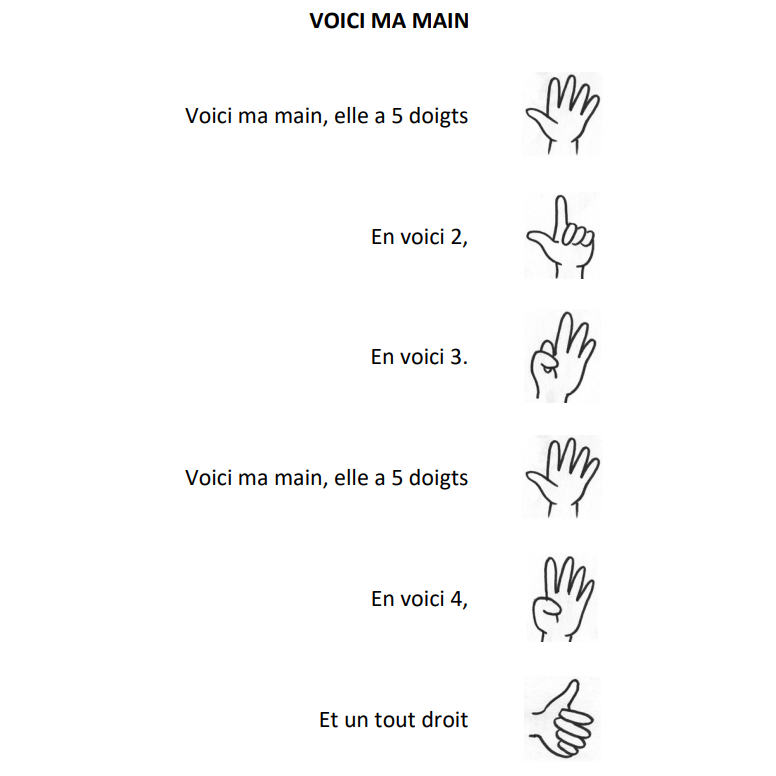 VOICI MA MAIN
Voici ma main, elle a 5 doigts
En voici 2,
En voici 3.
Voici ma main, elle a 5 doigts
En voici 4,
Et un tout droit